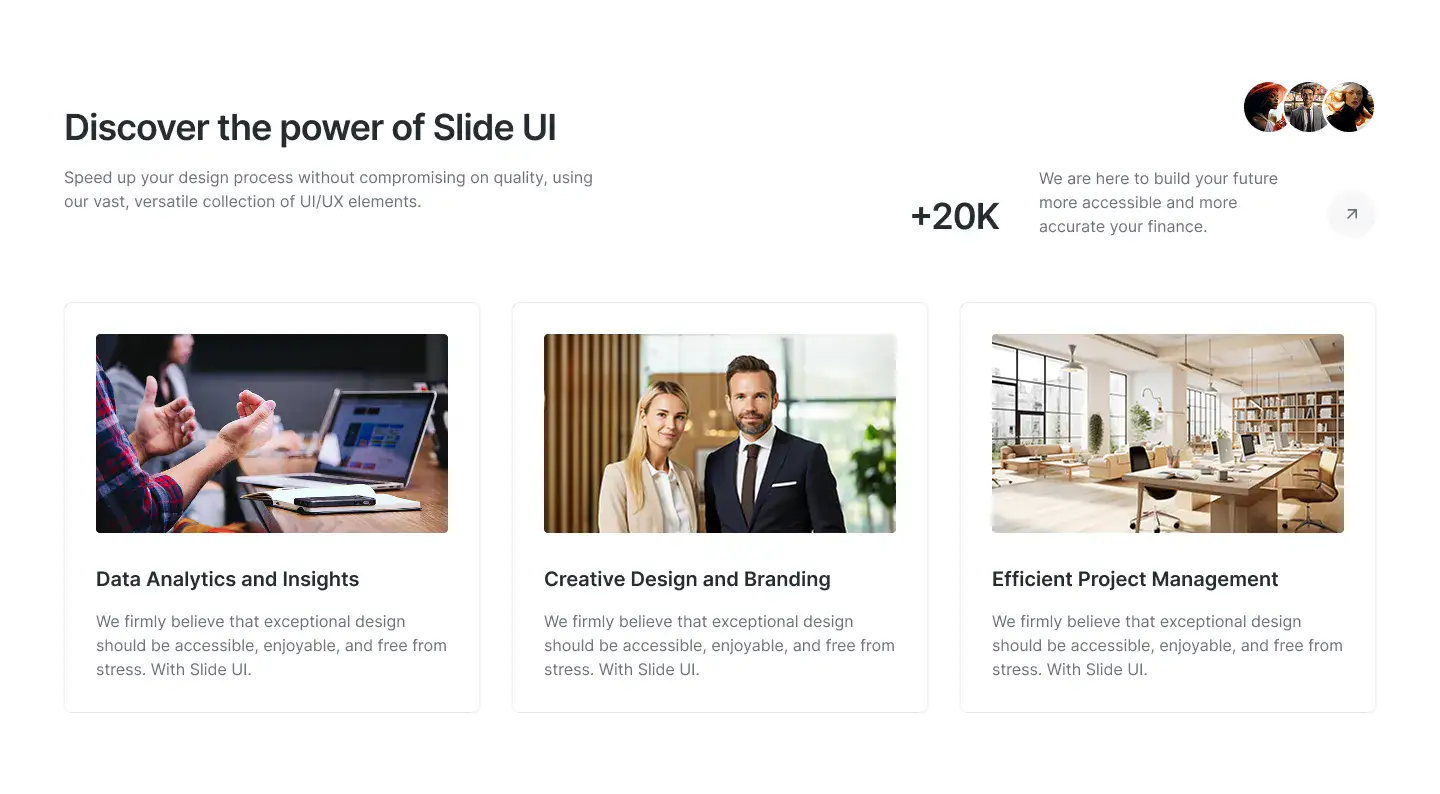 Discover the power of Slide UI
Speed up your design process without compromising on quality, using
our vast, versatile collection of UI/UX elements.
+20K
We are here to build your future
more accessible and more
accurate your finance.
Data Analytics and Insights
We firmly believe that exceptional design
should be accessible, enjoyable, and free from
stress. With Slide UI.
Creative Design and Branding
We firmly believe that exceptional design
should be accessible, enjoyable, and free from
stress. With Slide UI.
Efficient Project Management
We firmly believe that exceptional design
should be accessible, enjoyable, and free from
stress. With Slide UI.